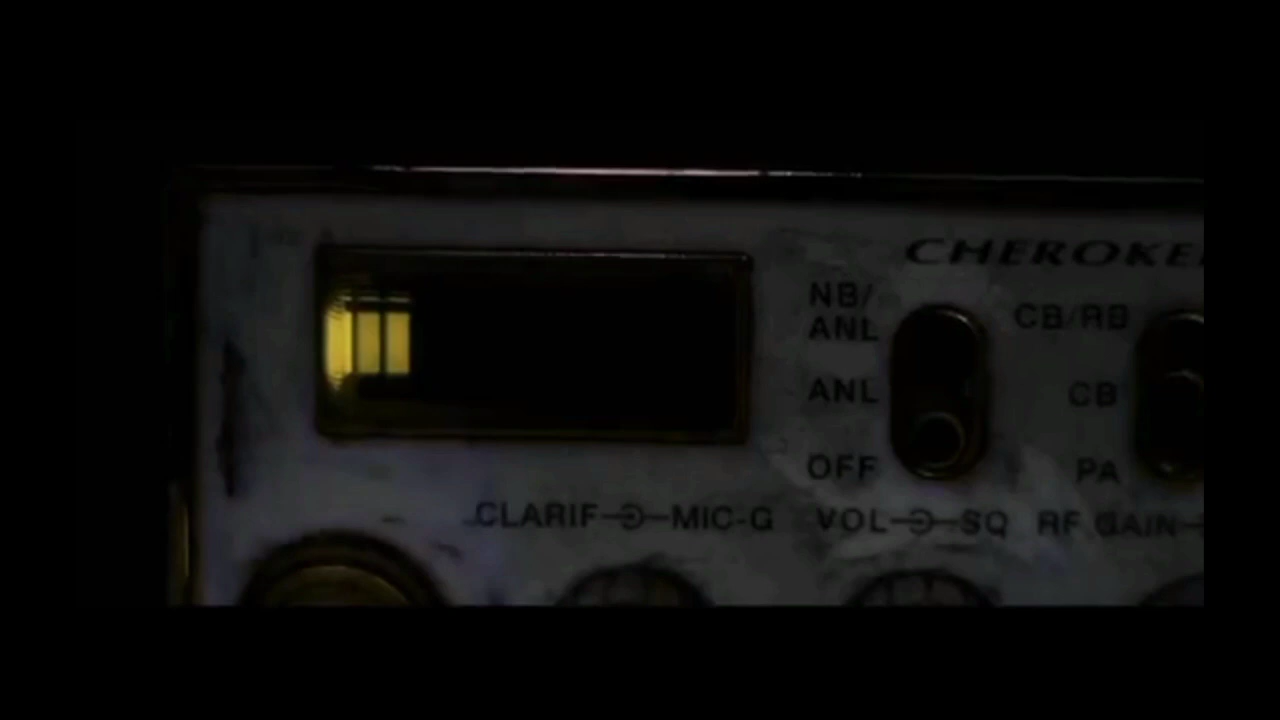 CHEROKEE
NB/
ANL
CB/RB
ANL
CB
OFF
PA
CLARIF MIC-G VOL SQ RF GAIN